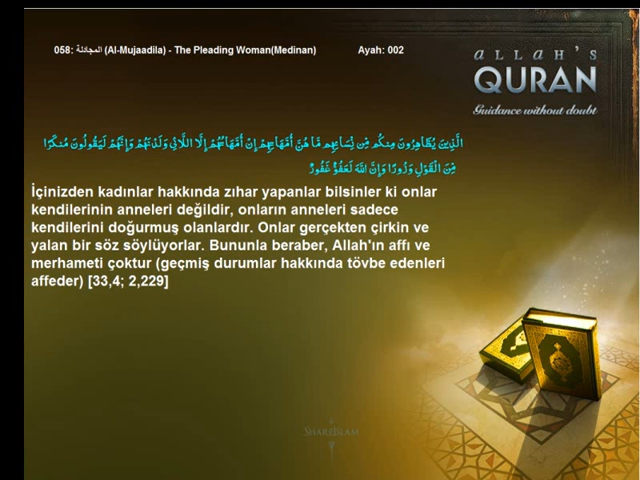 058: المجادلة (Al-Mujaadila) - The Pleading Woman(Medinan) Ayah: 002
ALLAH'S
QURAN
Guidance without doubt
الَّذِينَ يُظَاهِرُونَ مِنكُم مِّن نِّسَائِهِم مَّا هُنَّ أُمَّهَاتِهِمْ إِنْ أُمَّهَاتُهُمْ إِلَّا اللَّائِي وَلَدْنَهُمْ وَإِنَّهُمْ لَيَقُولُونَ مُنكَرًا
مِّنَ الْقَوْلِ وَزُورًا وَإِنَّ اللَّهَ لَعَفُوٌّ غَفُورٌ
İçinizden kadınlar hakkında zıhar yapanlar bilsinler ki onlar
kendilerinin anneleri değildir, onların anneleri sadece
kendilerini doğurmuş olanlardır. Onlar gerçekten çirkin ve
yalan bir söz söylüyorlar. Bununla beraber, Allah'ın affı ve
merhameti çoktur (geçmiş durumlar hakkında tövbe edenleri
affeder) [33,4; 2,229]
SHAREISLAM